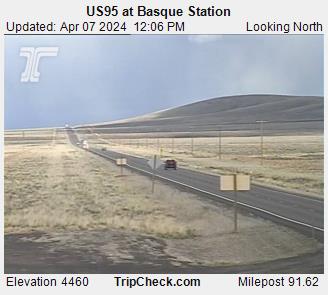 US95 at Basque Station
Updated: Apr 07 2024 12:06 PM Looking North
Elevation 4460 TripCheck.com Milepost 91.62